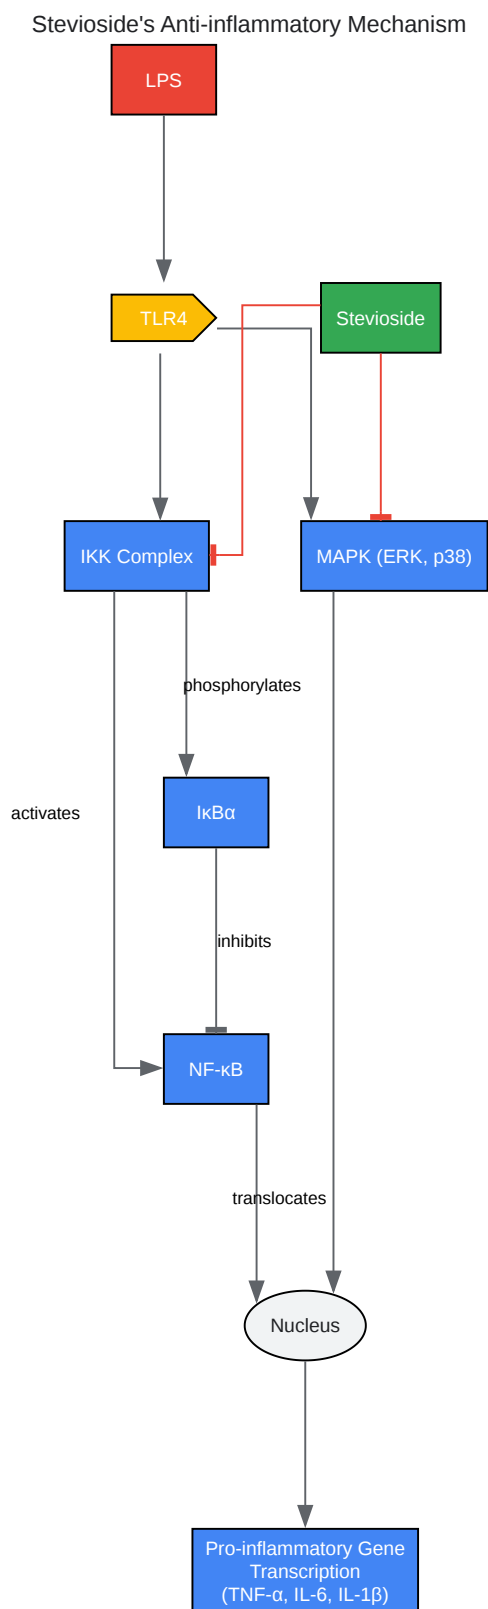 Stevioside's Anti-inflammatory Mechanism
LPS
TLR4
Stevioside
IKK Complex
MAPK (ERK, p38)
phosphorylates
IκBα
activates
inhibits
NF-κB
translocates
Nucleus
Pro-inflammatory Gene
Transcription
(TNF-α, IL-6, IL-1β)